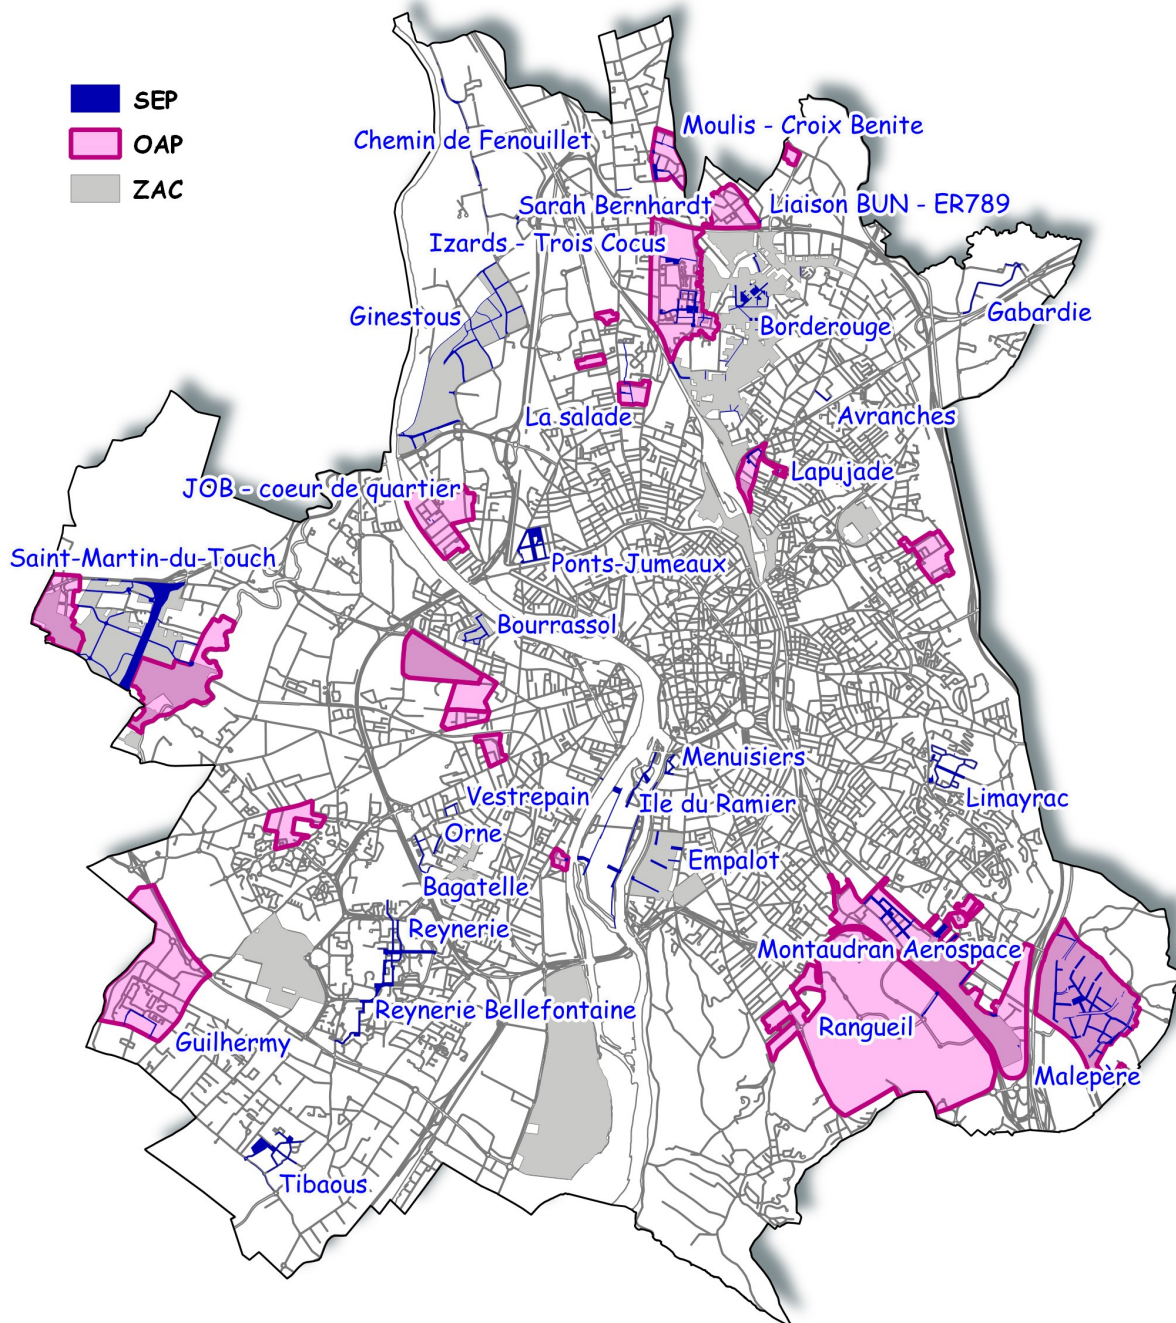 SEP
OAP
ZAC
Chemin de Fenouillet
Moulis - Croix Benite
Sarah Bernhardt
Liaison BUN - ER789
Izards - Trois Cocus
Ginestous
Gabardie
Borderouge
La salade
Avranches
Lapujade
JOB - coeur de quartier
Saint-Martin-du-Touch
Ponts-Jumeaux
Bourrassol
Menuisiers
Vestrepain
Ile du Ramier
Limayrac
Orne
Empalot
Bagatelle
Reynerie
Montaudran Aerospace
Reynerie Bellefontaine
Rangueil
Guilhermy
Malepère
Tibaous